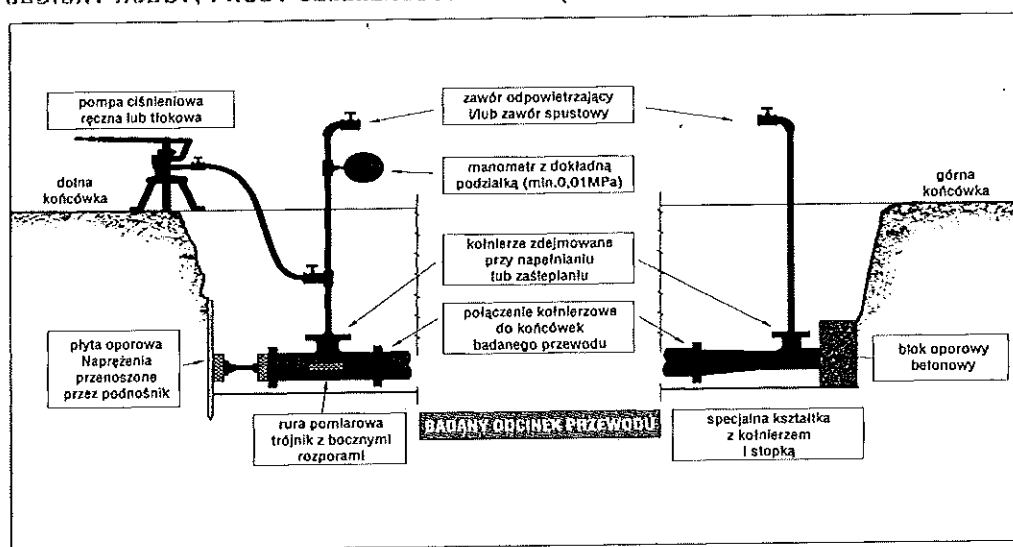 pompa ciśnieniowa
ręczna lub tłokowa
zawór odpowietrzający
i/lub zawór spustowy
manometr z dokładną
podziałką (min.0,01MPa)
dolna
końcówka
górna
końcówka
kołnierze zdejmowane
przy napełnianiu
lub zaślepianiu
połączenie kołnierzowe
do końcówek
badanego przewodu
płyta oporowa
Naprężenia
przenoszone
przez podnośnik
blok oporowy
betonowy
rura pomiarowa
trójnik z bocznymi
rozporami
BADANY ODCINEK PRZEWODU
specjalna kształtka
z kołnierzem
i stopką